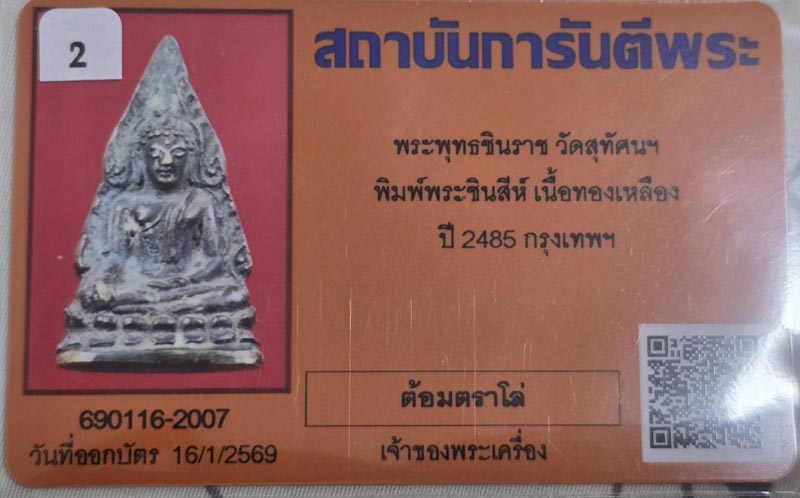 2
สถาบันการันตีพระ
พระพุทธชินราช วัดสุทัศนฯ
พิมพ์พระชินสีห์ เนื้อทองเหลือง
ปี 2485 กรุงเทพฯ
ต้อมตราโล่
เจ้าของพระเครื่อง
690116-2007
วันที่ออกบัตร 16/1/2569